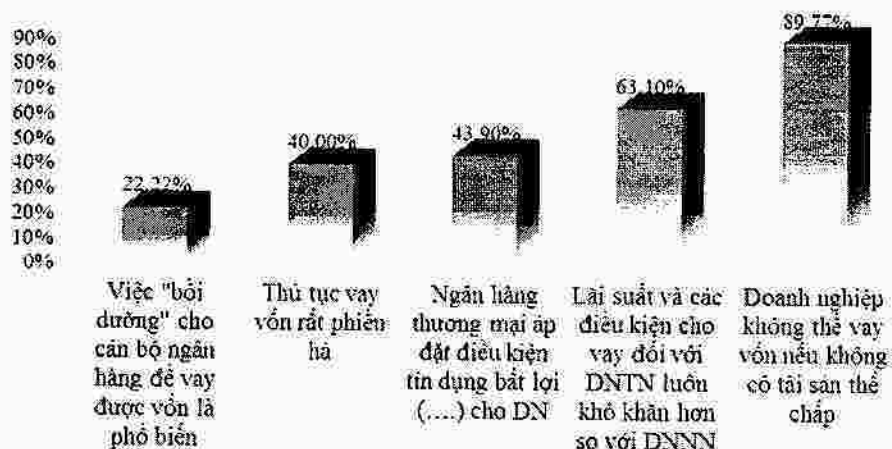 90%
80%
70%
60%
50%
40%
30%
20%
10%
0%
22,22%
40,00%
43,90%
63,10%
89,77%
Việc "bồi
dưỡng" cho
cán bộ ngân
hàng để vay
được vốn là
phổ biến
Thủ tục vay
vốn rất phiền
hà
Ngân hàng
thương mại áp
đặt điều kiện
tín dụng bất lợi
(....) cho DN
Lãi suất và các
điều kiện cho
vay đối với
DNTN luôn
khó khăn hơn
so với DNNN
Doanh nghiệp
không thể vay
vốn nếu không
có tài sản thế
chấp